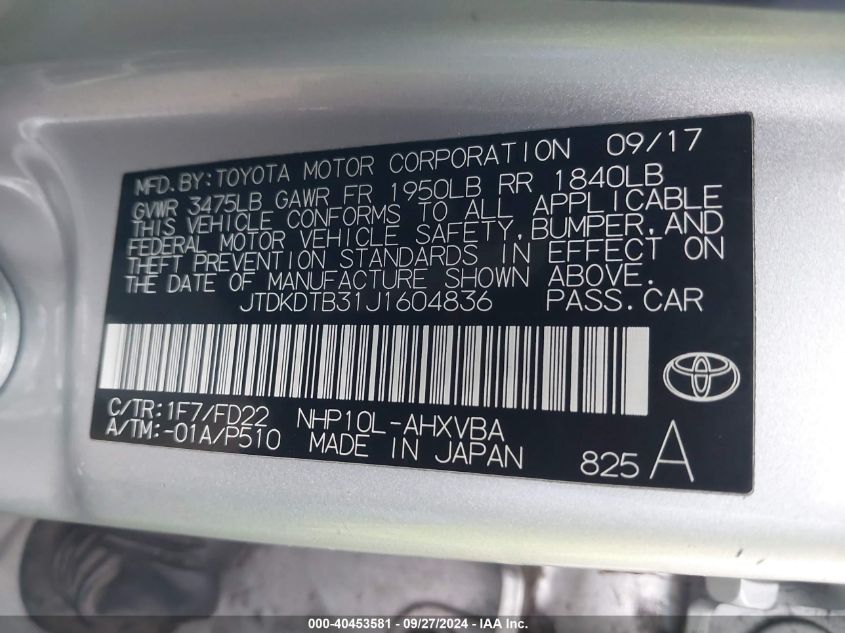 MFD.BY:TOYOTA MOTOR CORPORATION 09/17
GVWR 3475LB GAWR FR 1950LB RR 1840LB
THIS VEHICLE CONFORMS TO ALL APPLICABLE
FEDERAL MOTOR VEHICLE SAFETY,BUMPER,AND
THEFT PREVENTION STANDARDS IN EFFECT ON
THE DATE OF MANUFACTURE SHOWN ABOVE.
JTDKDTB31J1604836 PASS.CAR
C/TR:1F7/FD22 NHP10L-AHXVBA
A/TM:-01A/P510 MADE IN JAPAN
825 A
000-40453581 - 09/27/2024 - IAA Inc.